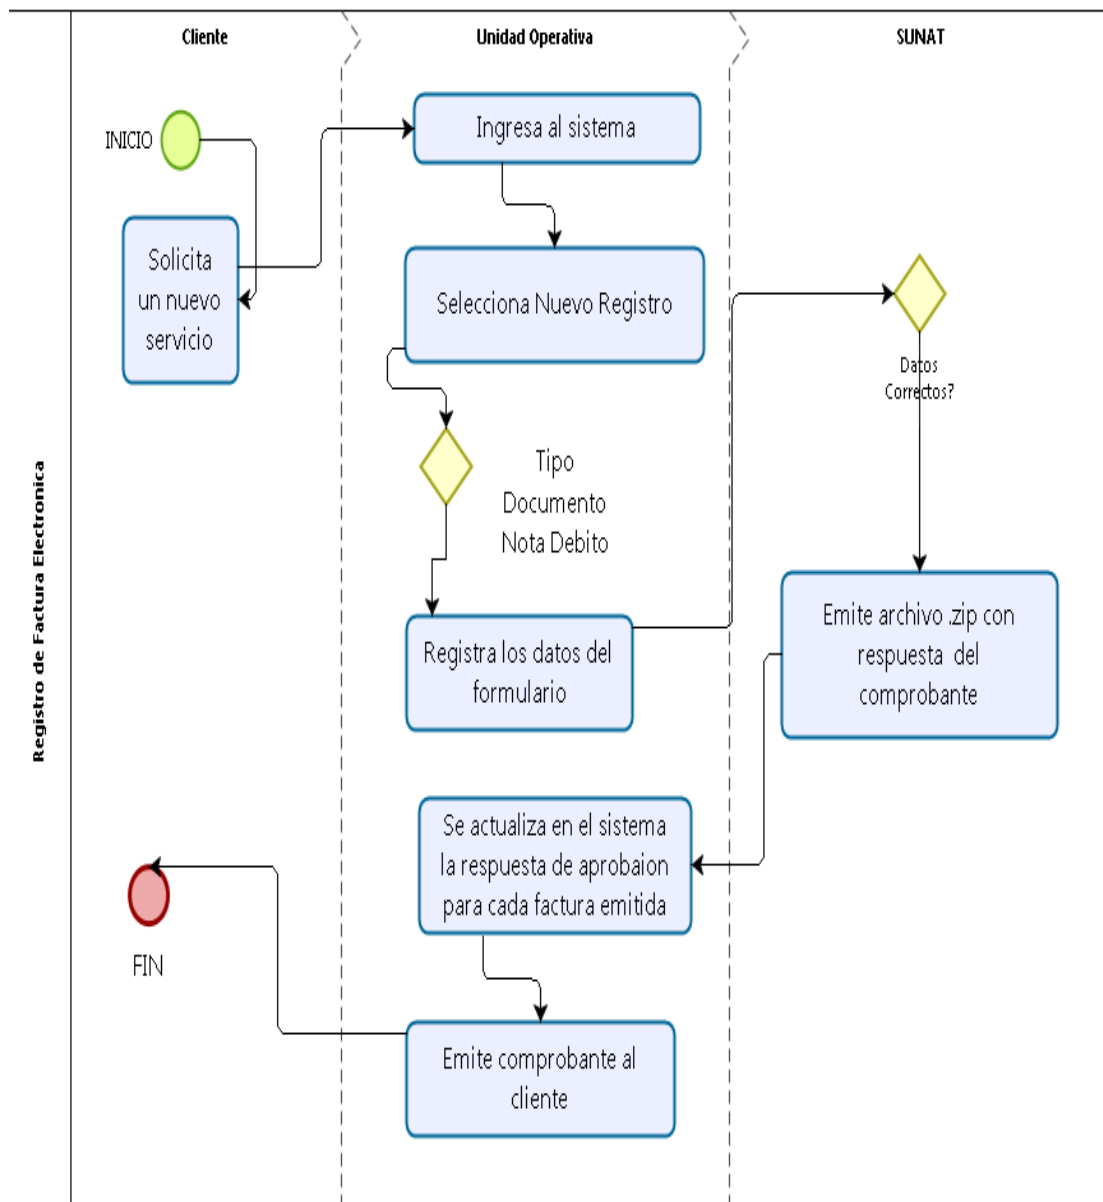 Cliente
Unidad Operativa
SUNAT
Registro de Factura Electronica
INICIO
Ingresa al sistema
Solicita
un nuevo
servicio
Selecciona Nuevo Registro
Datos
Correctos?
Tipo
Documento
Nota Debito
Registra los datos del
formulario
Emite archivo .zip con
respuesta del
comprobante
Se actualiza en el sistema
la respuesta de aprobaion
para cada factura emitida
FIN
Emite comprobante al
cliente